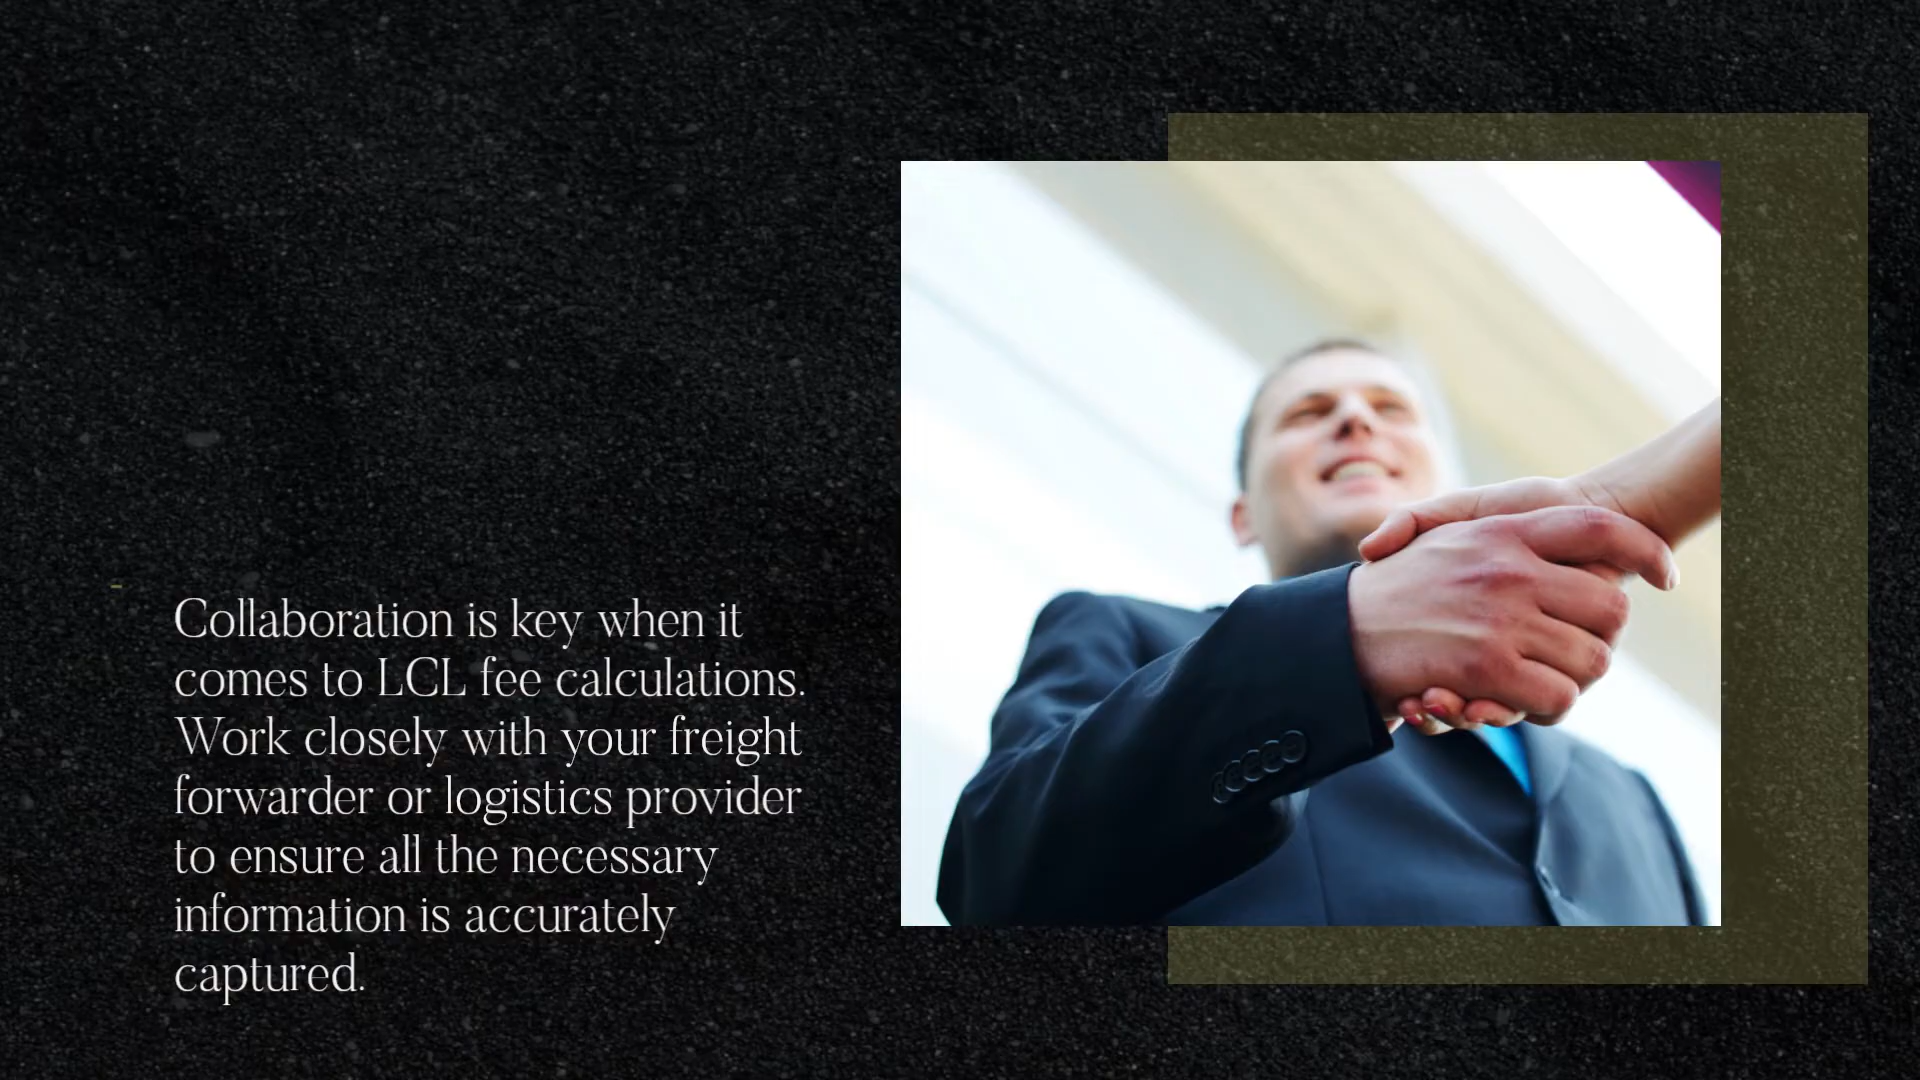 Collaboration is key when it
comes to LCL fee calculations.
Work closely with your freight
forwarder or logistics provider
to ensure all the necessary
information is accurately
captured.